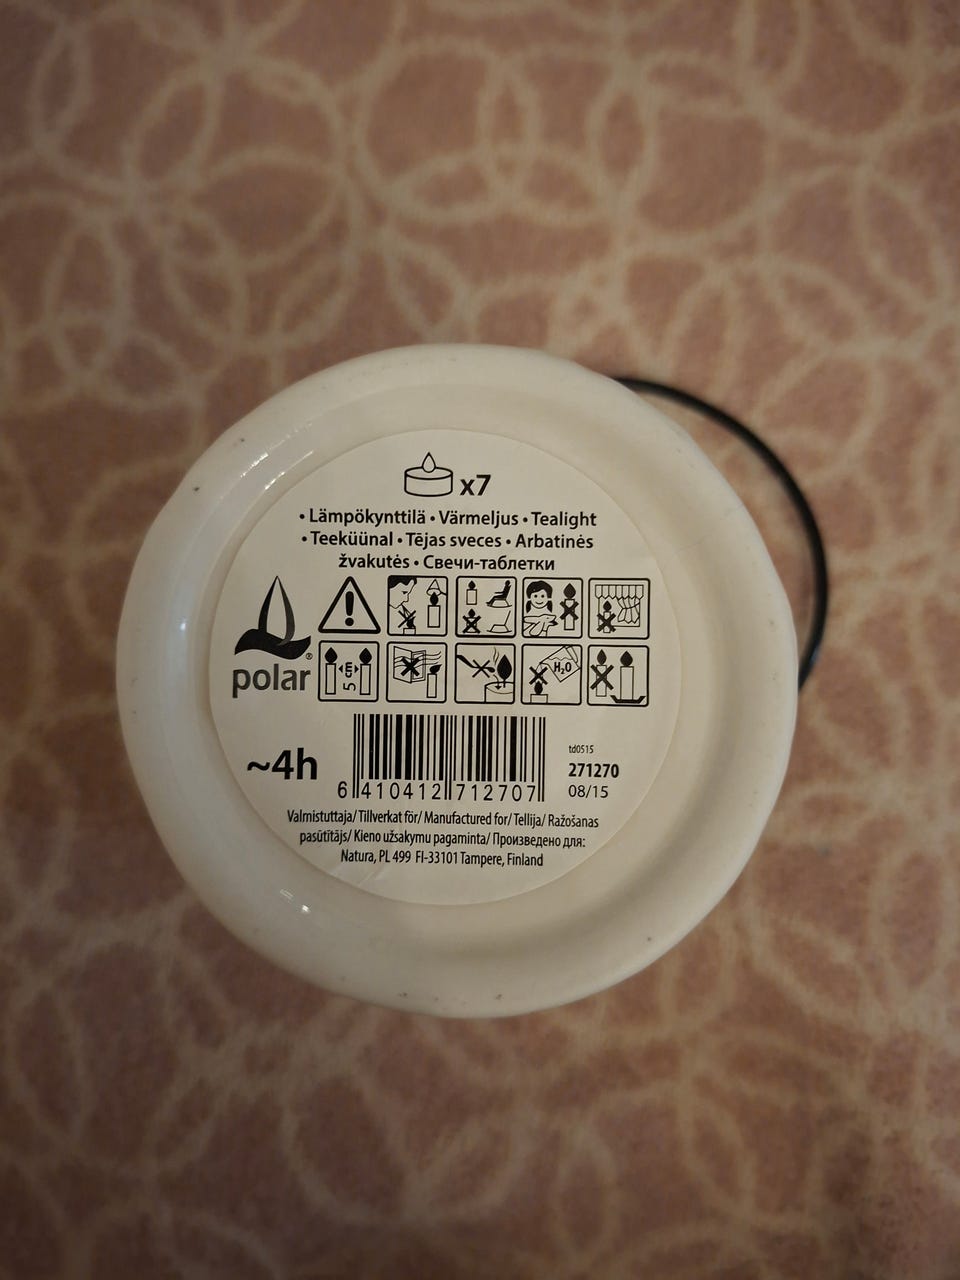 x7
• Lämpökynttilä • Värmeljus • Tealight
• Teeküünal • Tējas sveces • Arbatinės
žvakutės • Свечи-таблетки
polar®
5 cm
H₂O
~4h
6 410412 712707
td0515
271270
08/15
Valmistuttaja/ Tillverkat för/ Manufactured for/ Tellija/ Ražošanas
pasūtītājs/ Kieno užsakymu pagaminta/ Произведено для:
Natura, PL 499 FI-33101 Tampere, Finland